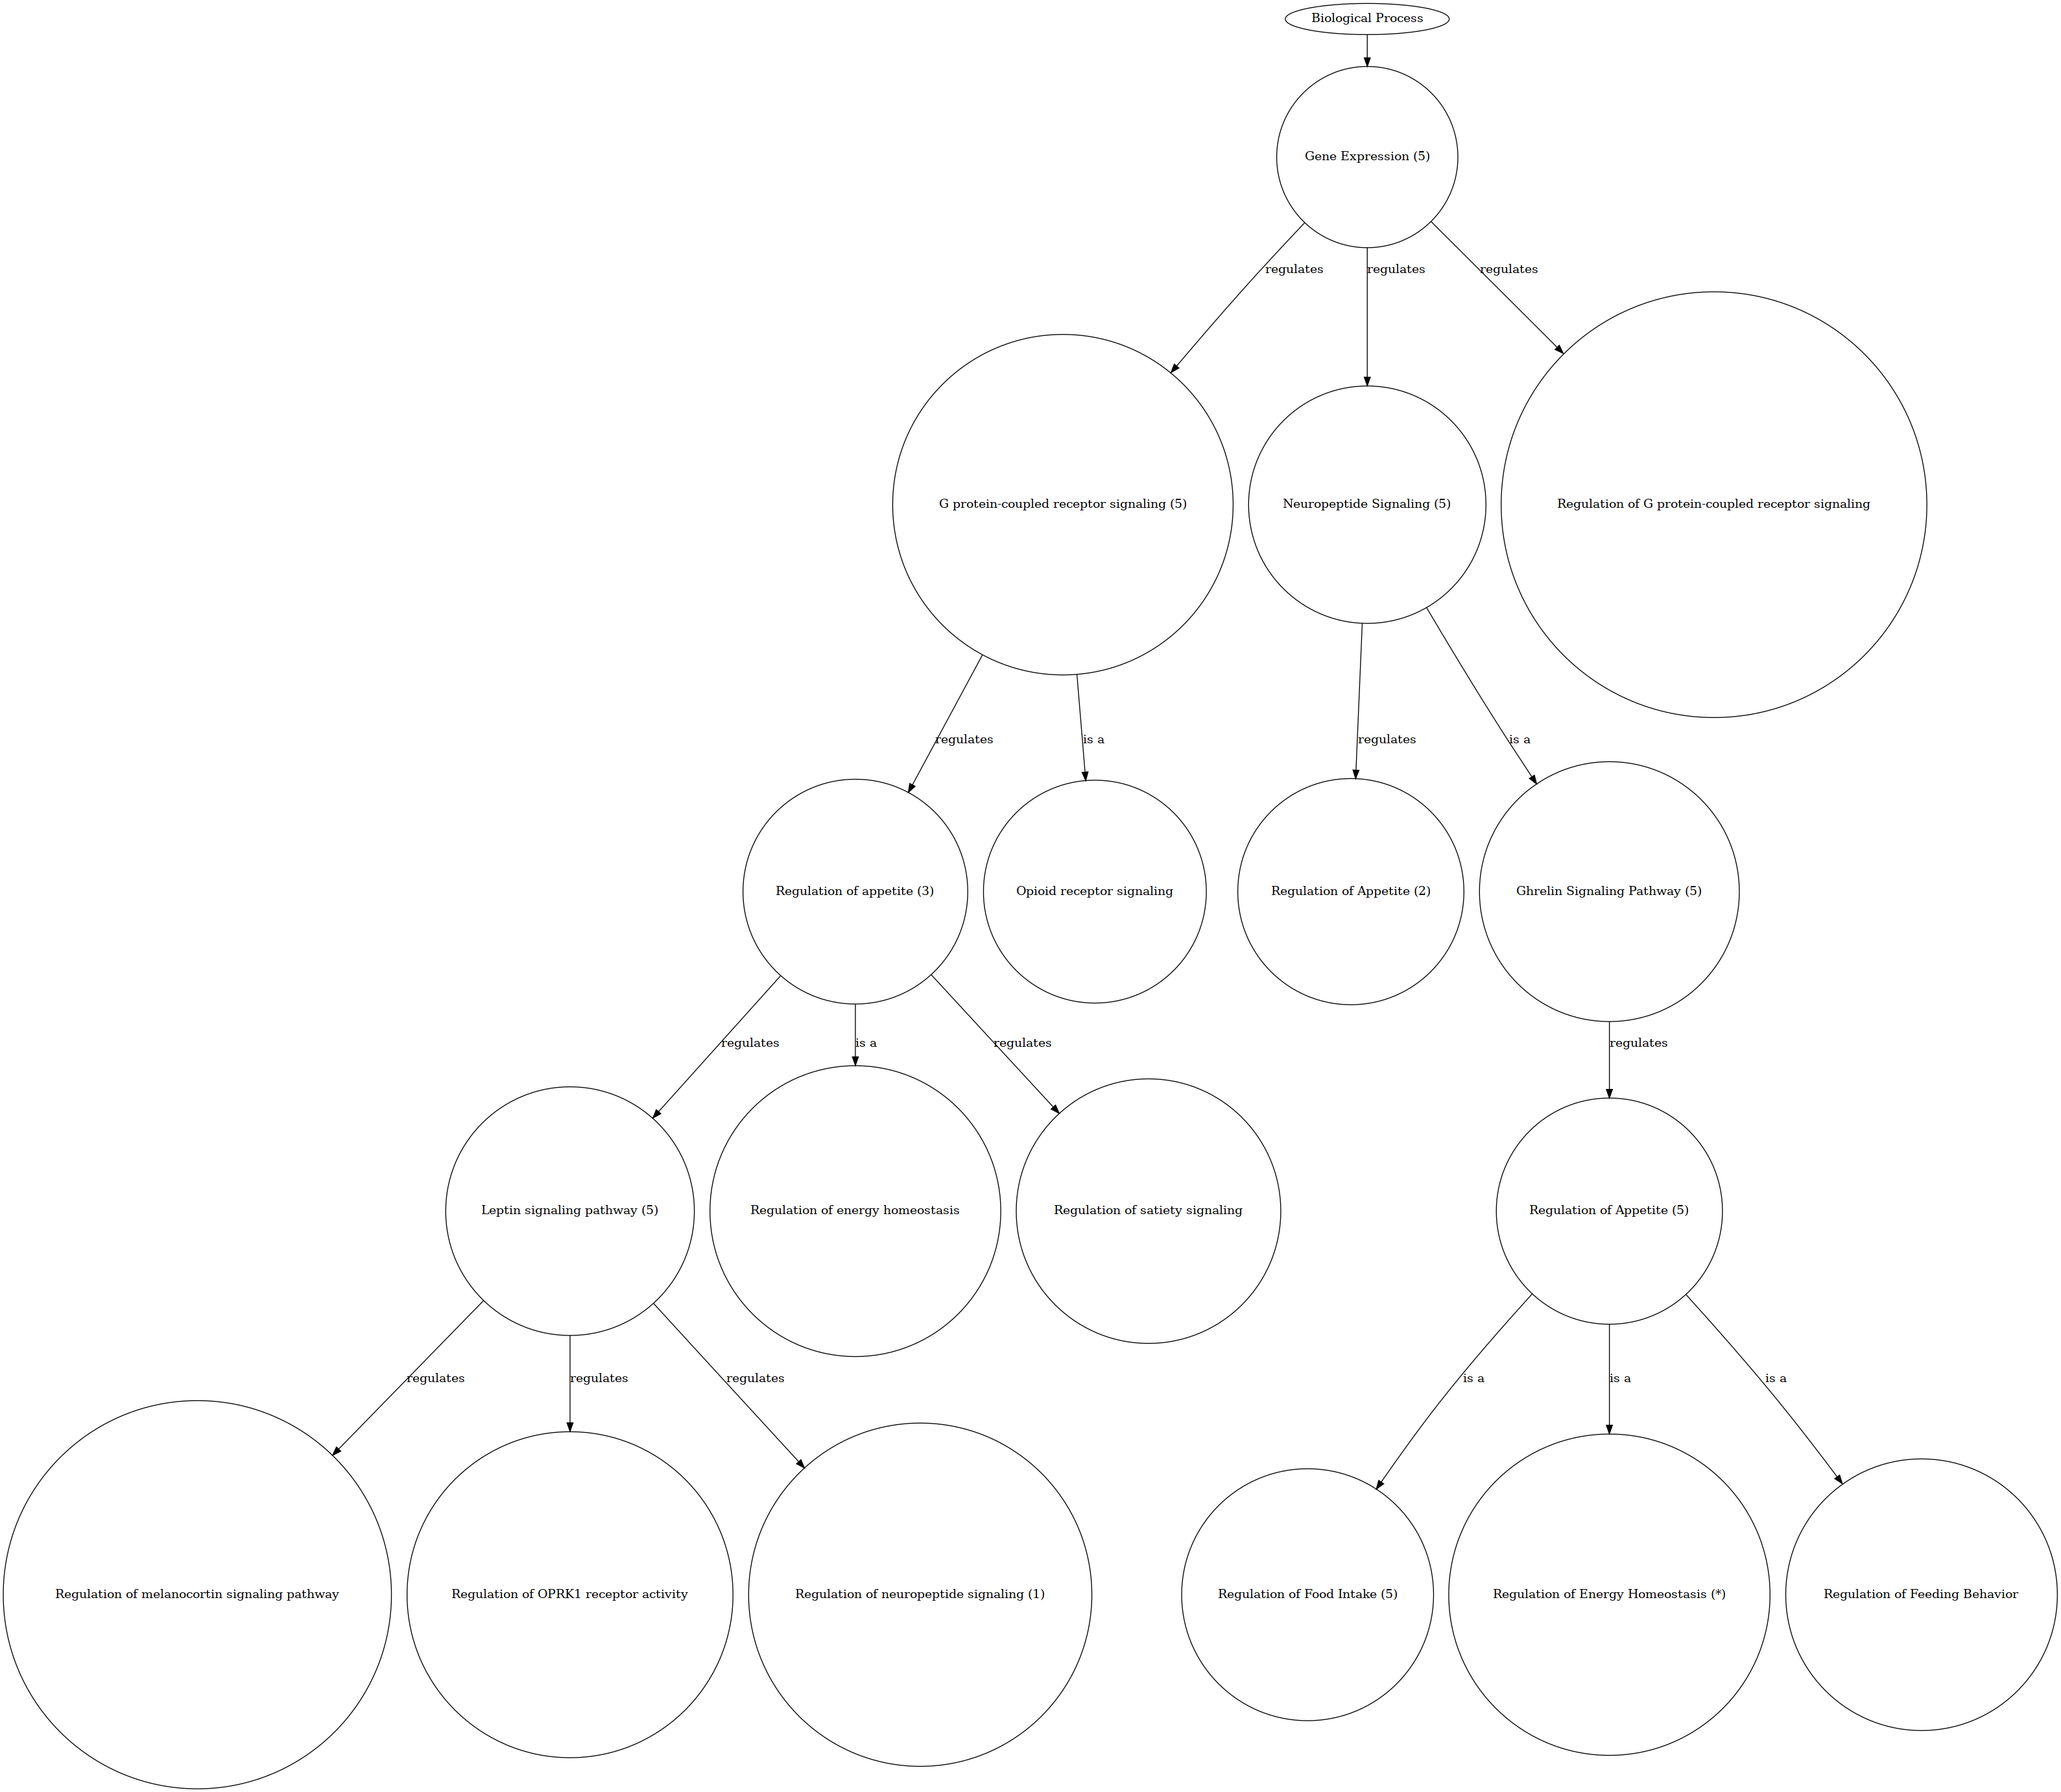 Biological Process
Gene Expression (5)
regulates
regulates
regulates
G protein-coupled receptor signaling (5)
Neuropeptide Signaling (5)
Regulation of G protein-coupled receptor signaling
regulates
is a
regulates
is a
Regulation of appetite (3)
Opioid receptor signaling
Regulation of Appetite (2)
Ghrelin Signaling Pathway (5)
regulates
is a
regulates
regulates
Leptin signaling pathway (5)
Regulation of energy homeostasis
Regulation of satiety signaling
Regulation of Appetite (5)
regulates
regulates
regulates
is a
is a
is a
Regulation of melanocortin signaling pathway
Regulation of OPRK1 receptor activity
Regulation of neuropeptide signaling (1)
Regulation of Food Intake (5)
Regulation of Energy Homeostasis (*)
Regulation of Feeding Behavior